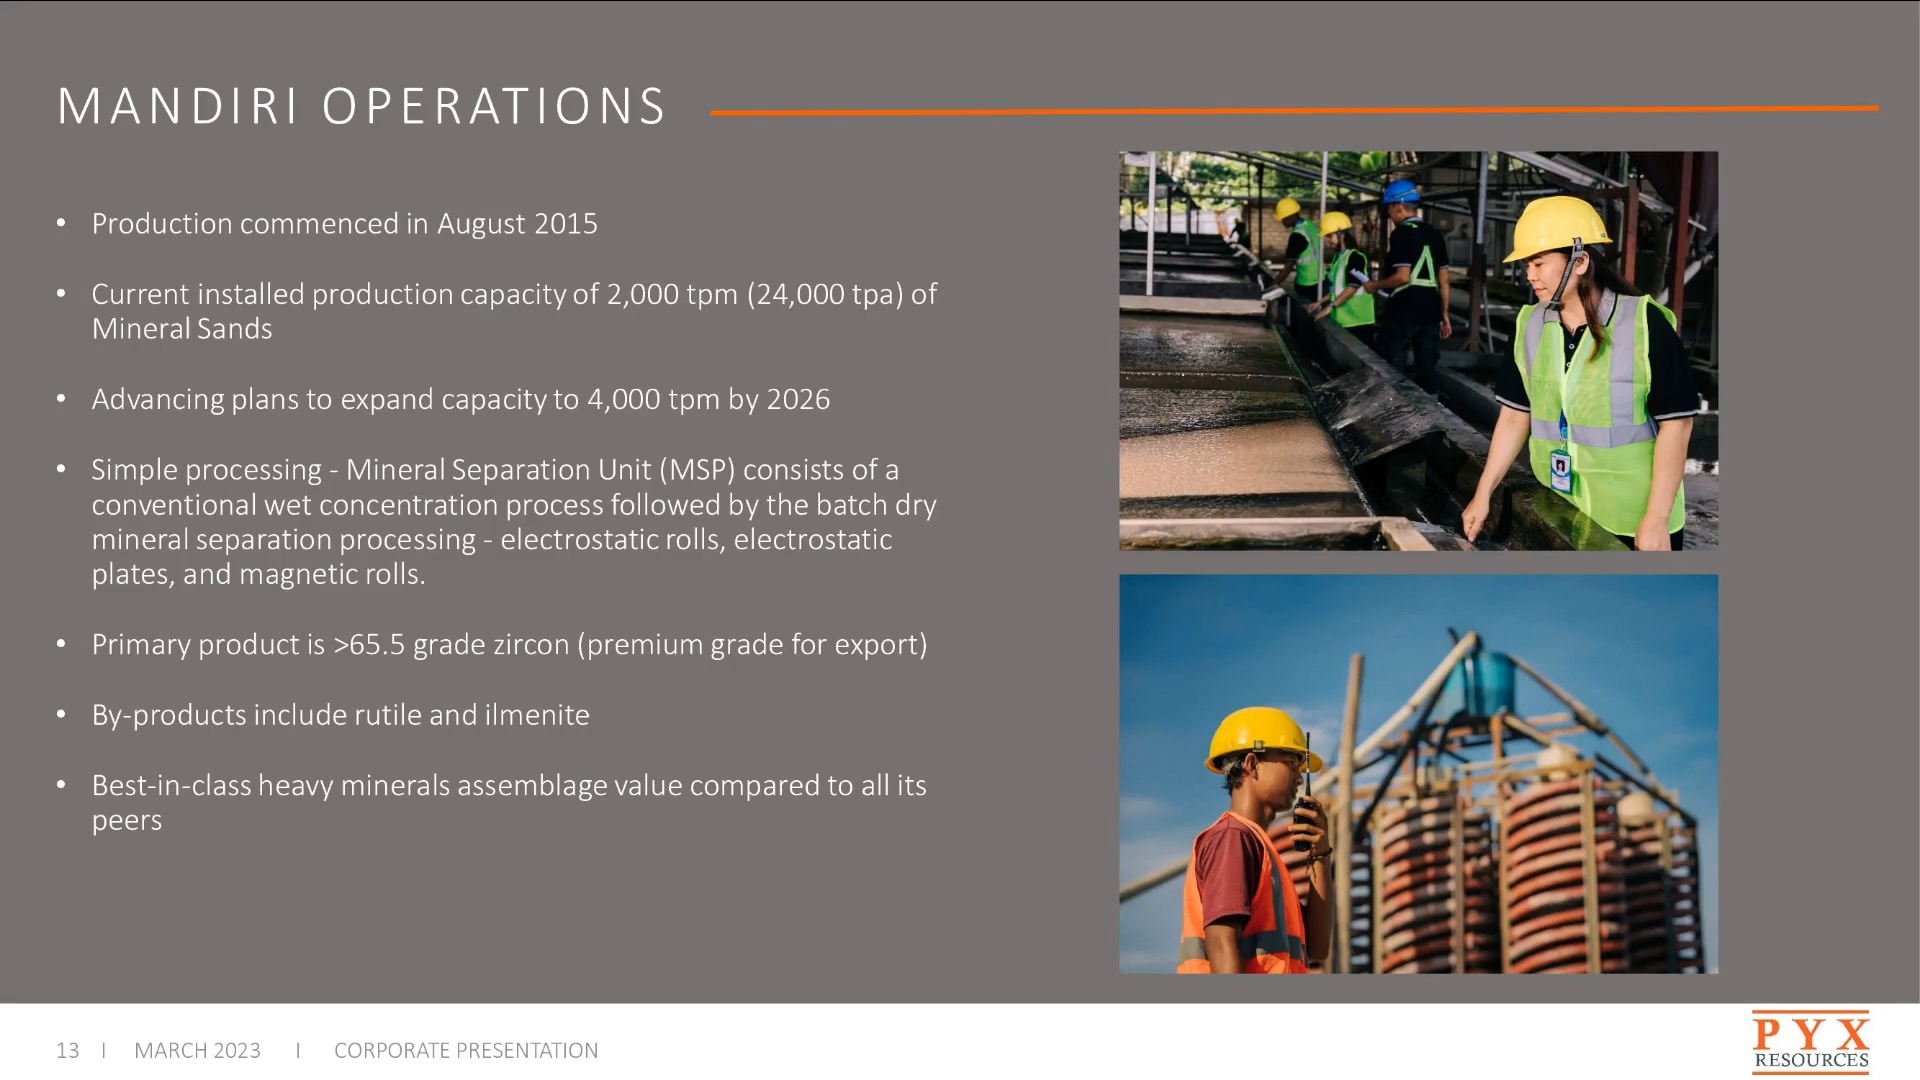 MANDIRI OPERATIONS
• Production commenced in August 2015
• Current installed production capacity of 2,000 tpm (24,000 tpa) of
Mineral Sands
• Advancing plans to expand capacity to 4,000 tpm by 2026
• Simple processing - Mineral Separation Unit (MSP) consists of a
conventional wet concentration process followed by the batch dry
mineral separation processing - electrostatic rolls, electrostatic
plates, and magnetic rolls.
• Primary product is >65.5 grade zircon (premium grade for export)
• By-products include rutile and ilmenite
• Best-in-class heavy minerals assemblage value compared to all its
peers
13 I MARCH 2023 I CORPORATE PRESENTATION
PYX
RESOURCES